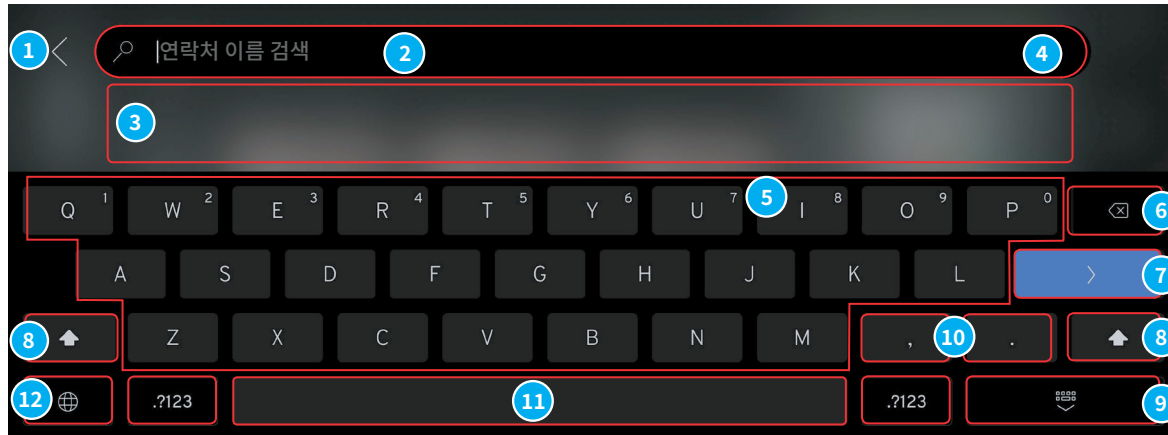 1 연락처 이름 검색 2 4
3
Q 1 W 2 E 3 R 4 T 5 Y 6 U 7 5 I 8 O 9 P 0 6
A S D F G H J K L 7
8 Z X C V B N M , 10 . 8
12 .?123 11 .?123 9